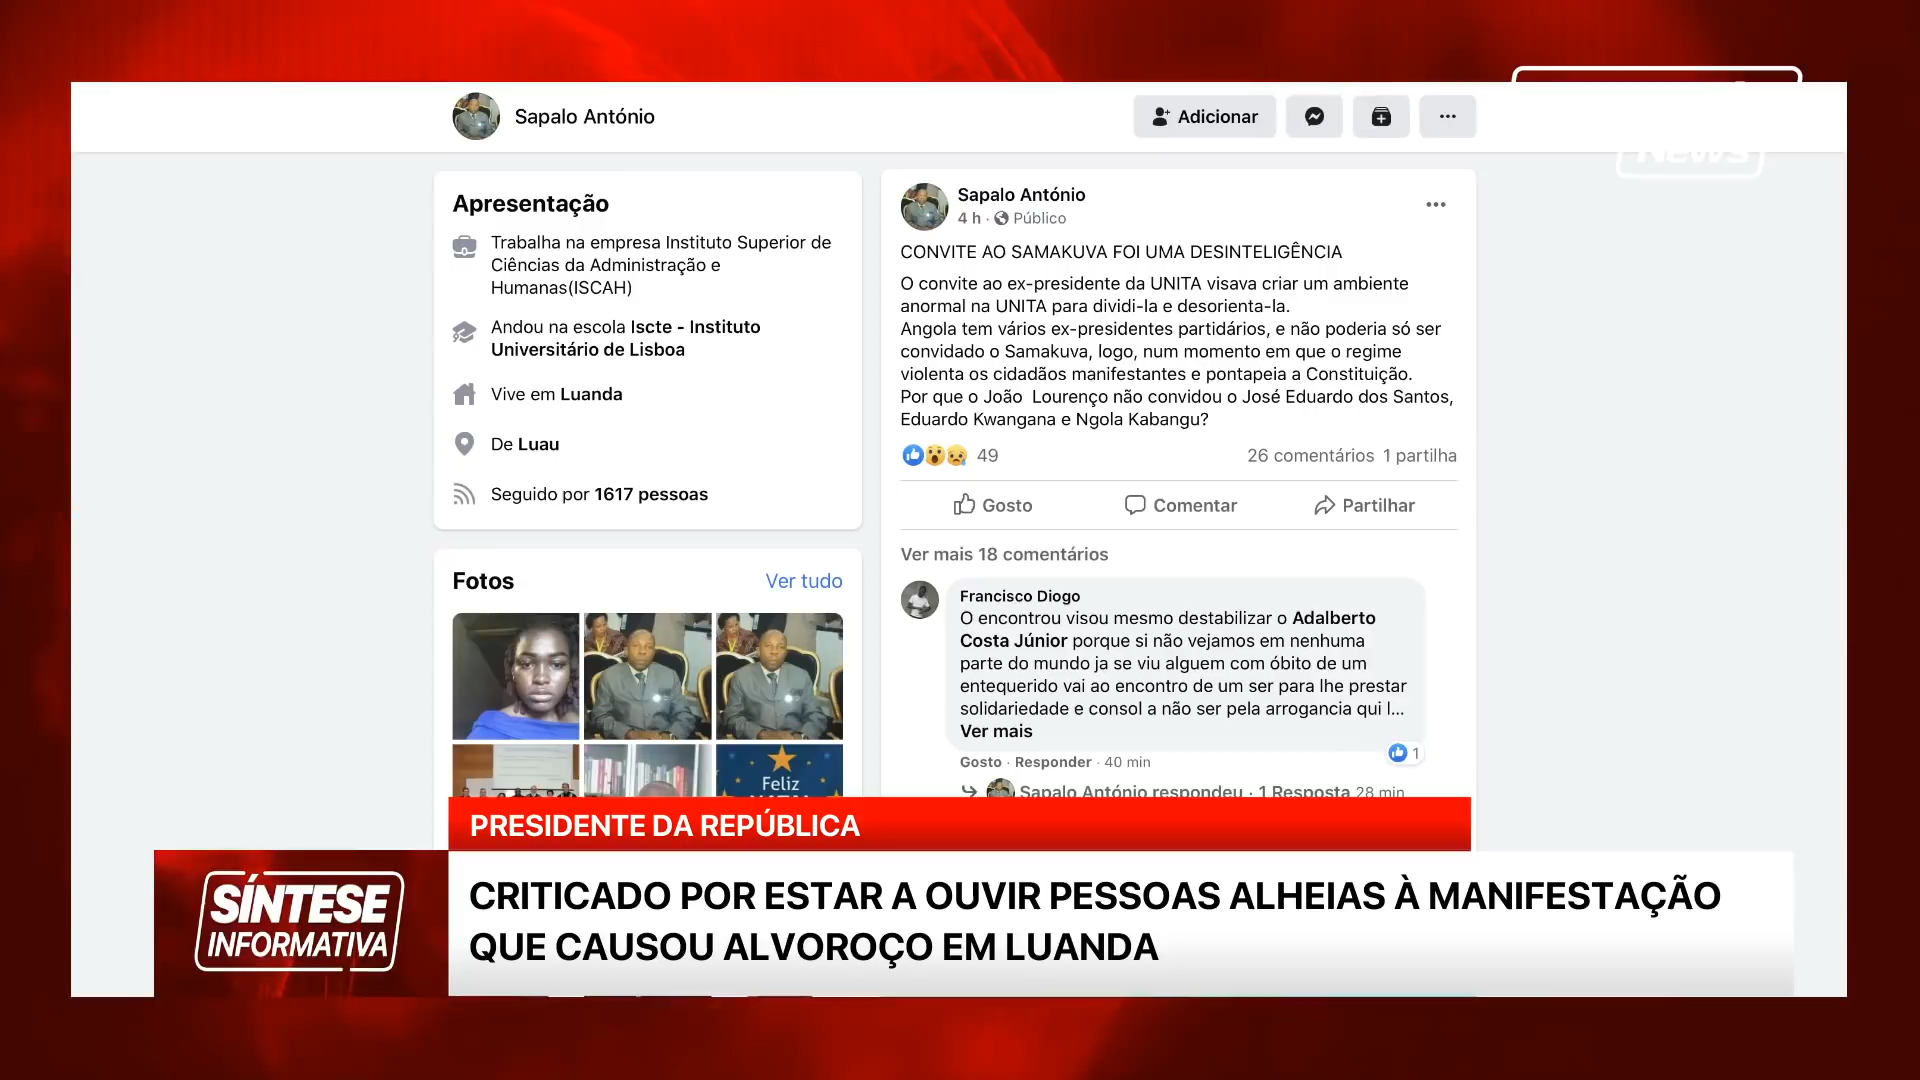 Sapalo António
Adicionar
News
Apresentação
Trabalha na empresa Instituto Superior de
Ciências da Administração e
Humanas(ISCAH)
Andou na escola Iscte - Instituto
Universitário de Lisboa
Vive em Luanda
De Luau
Seguido por 1617 pessoas
Fotos
Ver tudo
Feliz
Sapalo António
4 h · Público
CONVITE AO SAMAKUVA FOI UMA DESINTELIGÊNCIA
O convite ao ex-presidente da UNITA visava criar um ambiente
anormal na UNITA para dividi-la e desorienta-la.
Angola tem vários ex-presidentes partidários, e não poderia só ser
convidado o Samakuva, logo, num momento em que o regime
violenta os cidadãos manifestantes e pontapeia a Constituição.
Por que o João Lourenço não convidou o José Eduardo dos Santos,
Eduardo Kwangana e Ngola Kabangu?
49
26 comentários 1 partilha
Gosto
Comentar
Partilhar
Ver mais 18 comentários
Francisco Diogo
O encontrou visou mesmo destabilizar o Adalberto
Costa Júnior porque si não vejamos em nenhuma
parte do mundo ja se viu alguem com óbito de um
entequerido vai ao encontro de um ser para lhe prestar
solidariedade e consol a não ser pela arrogancia qui l...
Ver mais
1
Gosto · Responder · 40 min
Sapalo António respondeu · 1 Resposta 28 min
PRESIDENTE DA REPÚBLICA
SÍNTESE
INFORMATIVA
CRITICADO POR ESTAR A OUVIR PESSOAS ALHEIAS À MANIFESTAÇÃO
QUE CAUSOU ALVOROÇO EM LUANDA